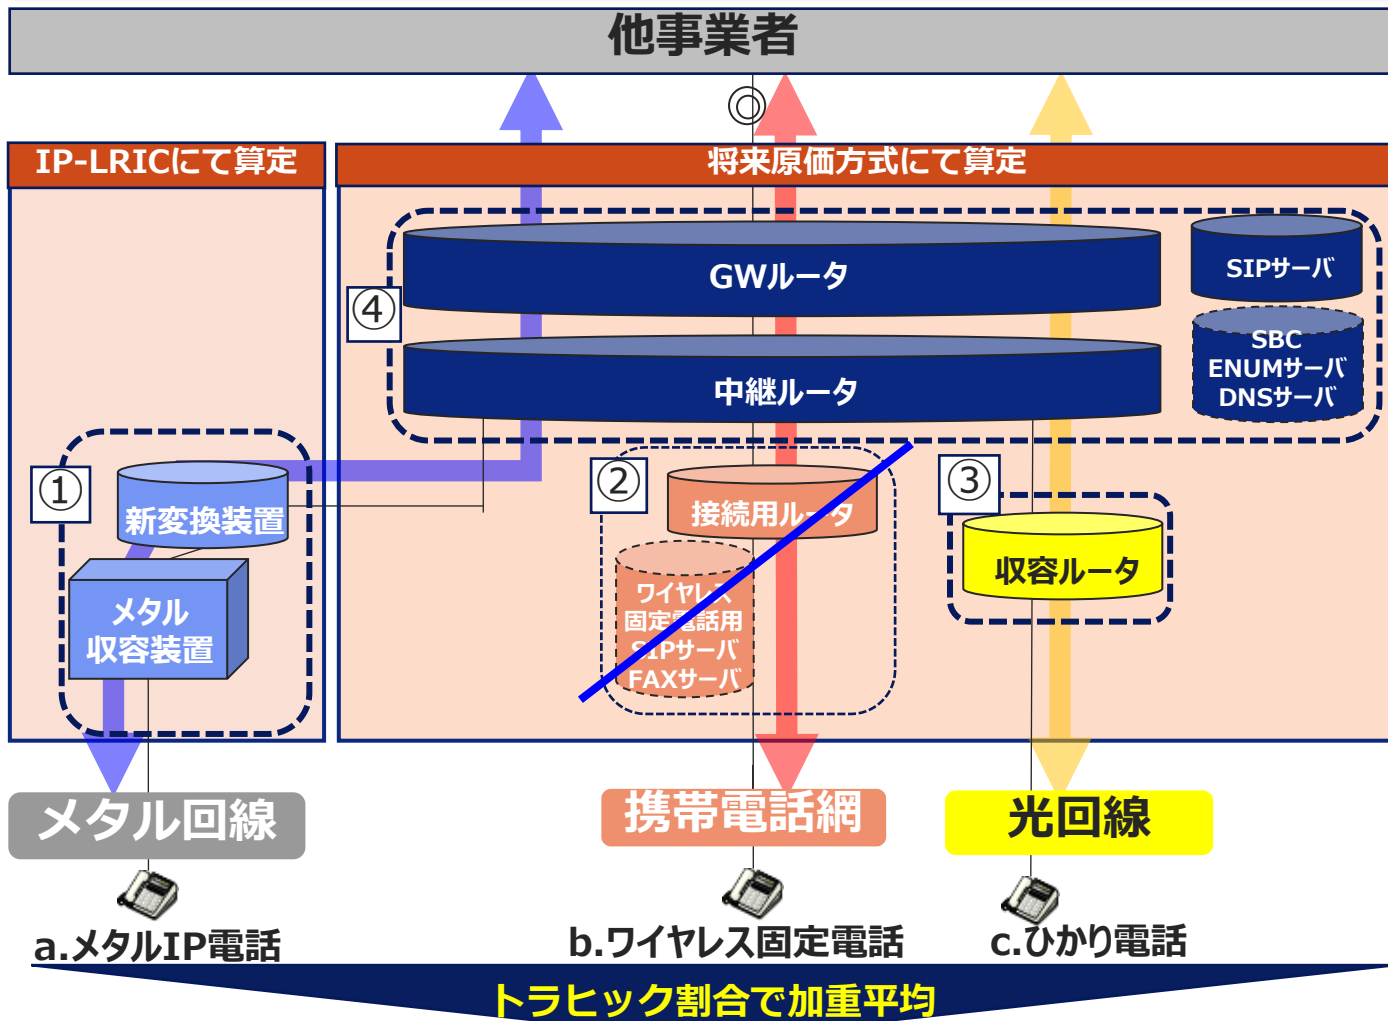 他事業者
◎
IP-LRICにて算定
将来原価方式にて算定
④
GWルータ
SIPサーバ
中継ルータ
SBC
ENUMサーバ
DNSサーバ
①
新変換装置
メタル
収容装置
②
接続用ルータ
ワイヤレス
固定電話用
SIPサーバ
FAXサーバ
③
収容ルータ
メタル回線
携帯電話網
光回線
a.メタルIP電話
b.ワイヤレス固定電話
c.ひかり電話
トラヒック割合で加重平均